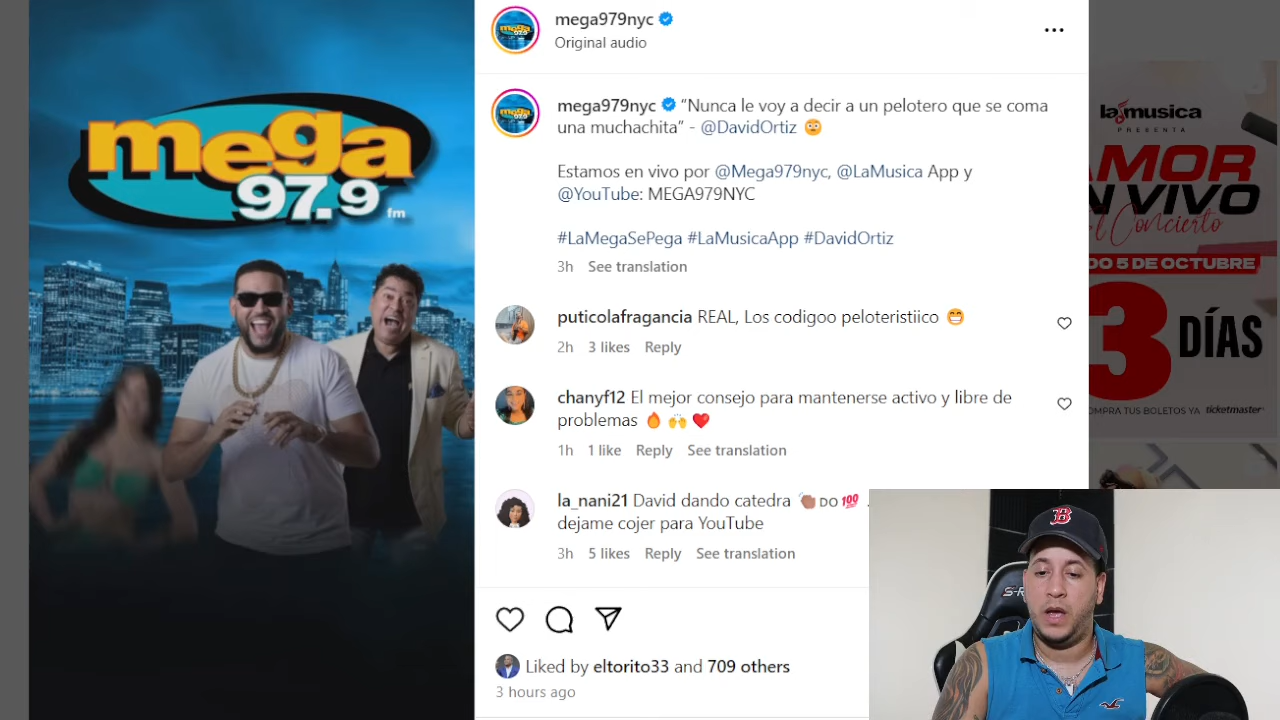 mega
97.9 fm
mega979nyc
Original audio
mega979nyc "Nunca le voy a decir a un pelotero que se coma
una muchachita" - @DavidOrtiz 😳
Estamos en vivo por @Mega979nyc, @LaMusica App y
@YouTube: MEGA979NYC
#LaMegaSePega #LaMusicaApp #DavidOrtiz
3h See translation
puticolafragancia REAL, Los codigoo peloteristiico 😁
2h 3 likes Reply
chanyf12 El mejor consejo para mantenerse activo y libre de
problemas 🔥 🙌 ❤️
1h 1 like Reply See translation
la_nani21 David dando catedra 👏🏽 DO 💯
dejame cojer para YouTube
3h 5 likes Reply See translation
Liked by eltorito33 and 709 others
3 hours ago
lamusica
PRESENTA
AMOR
N VIVO
l Concierto
DO 5 DE OCTUBRE
3 DÍAS
OMPRA TUS BOLETOS YA ticketmaster
B